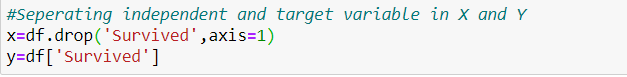 #Seperating independent and target variable in X and Y
x=df.drop('Survived',axis=1)
y=df['Survived']